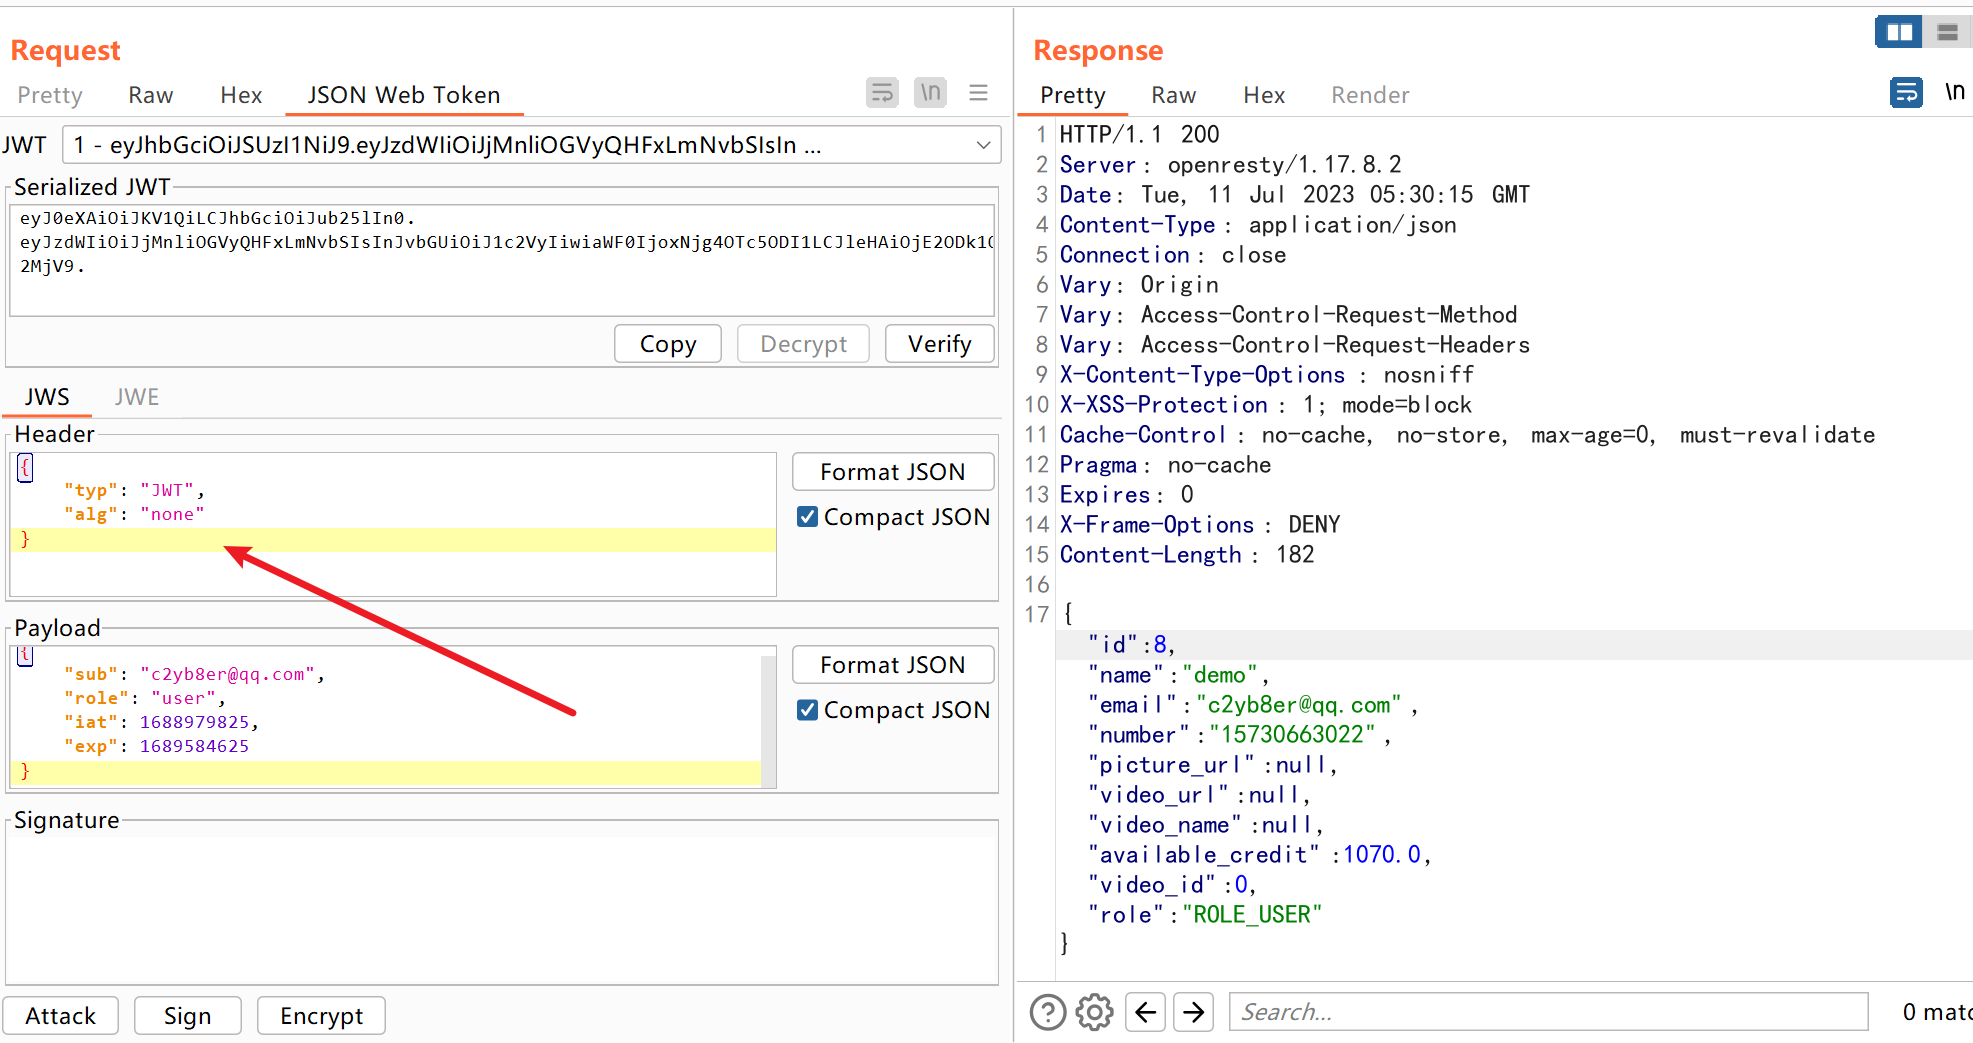 Request
Pretty Raw Hex JSON Web Token \n
JWT 1 - eyJhbGciOiJSUzI1NiJ9.eyJzdWIiOiJjMnliOGVyQHFxLmNvbSIsIn ...
Serialized JWT
eyJ0eXAiOiJKV1QiLCJhbGciOiJub25lIn0.
eyJzdWIiOiJjMnliOGVyQHFxLmNvbSIsInJvbGUiOiJ1c2VyIiwiaWF0IjoxNjg4OTc5ODI1LCJleHAiOjE2ODk1O
2MjV9.
Copy Decrypt Verify
JWS JWE
Header
{
"typ": "JWT",
"alg": "none"
}
Format JSON
Compact JSON
Payload
{
"sub": "c2yb8er@qq.com",
"role": "user",
"iat": 1688979825,
"exp": 1689584625
}
Format JSON
Compact JSON
Signature
Attack Sign Encrypt
Response
Pretty Raw Hex Render \n
1 HTTP/1.1 200
2 Server: openresty/1.17.8.2
3 Date: Tue, 11 Jul 2023 05:30:15 GMT
4 Content-Type: application/json
5 Connection: close
6 Vary: Origin
7 Vary: Access-Control-Request-Method
8 Vary: Access-Control-Request-Headers
9 X-Content-Type-Options: nosniff
10 X-XSS-Protection: 1; mode=block
11 Cache-Control: no-cache, no-store, max-age=0, must-revalidate
12 Pragma: no-cache
13 Expires: 0
14 X-Frame-Options: DENY
15 Content-Length: 182
16
17 {
"id":8,
"name":"demo",
"email":"c2yb8er@qq.com",
"number":"15730663022",
"picture_url":null,
"video_url":null,
"video_name":null,
"available_credit":1070.0,
"video_id":0,
"role":"ROLE_USER"
}
? Search... 0 matc